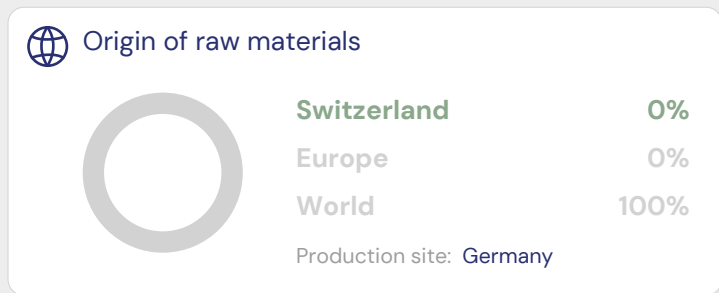 Origin of raw materials
Switzerland 0%
Europe 0%
World 100%
Production site: Germany